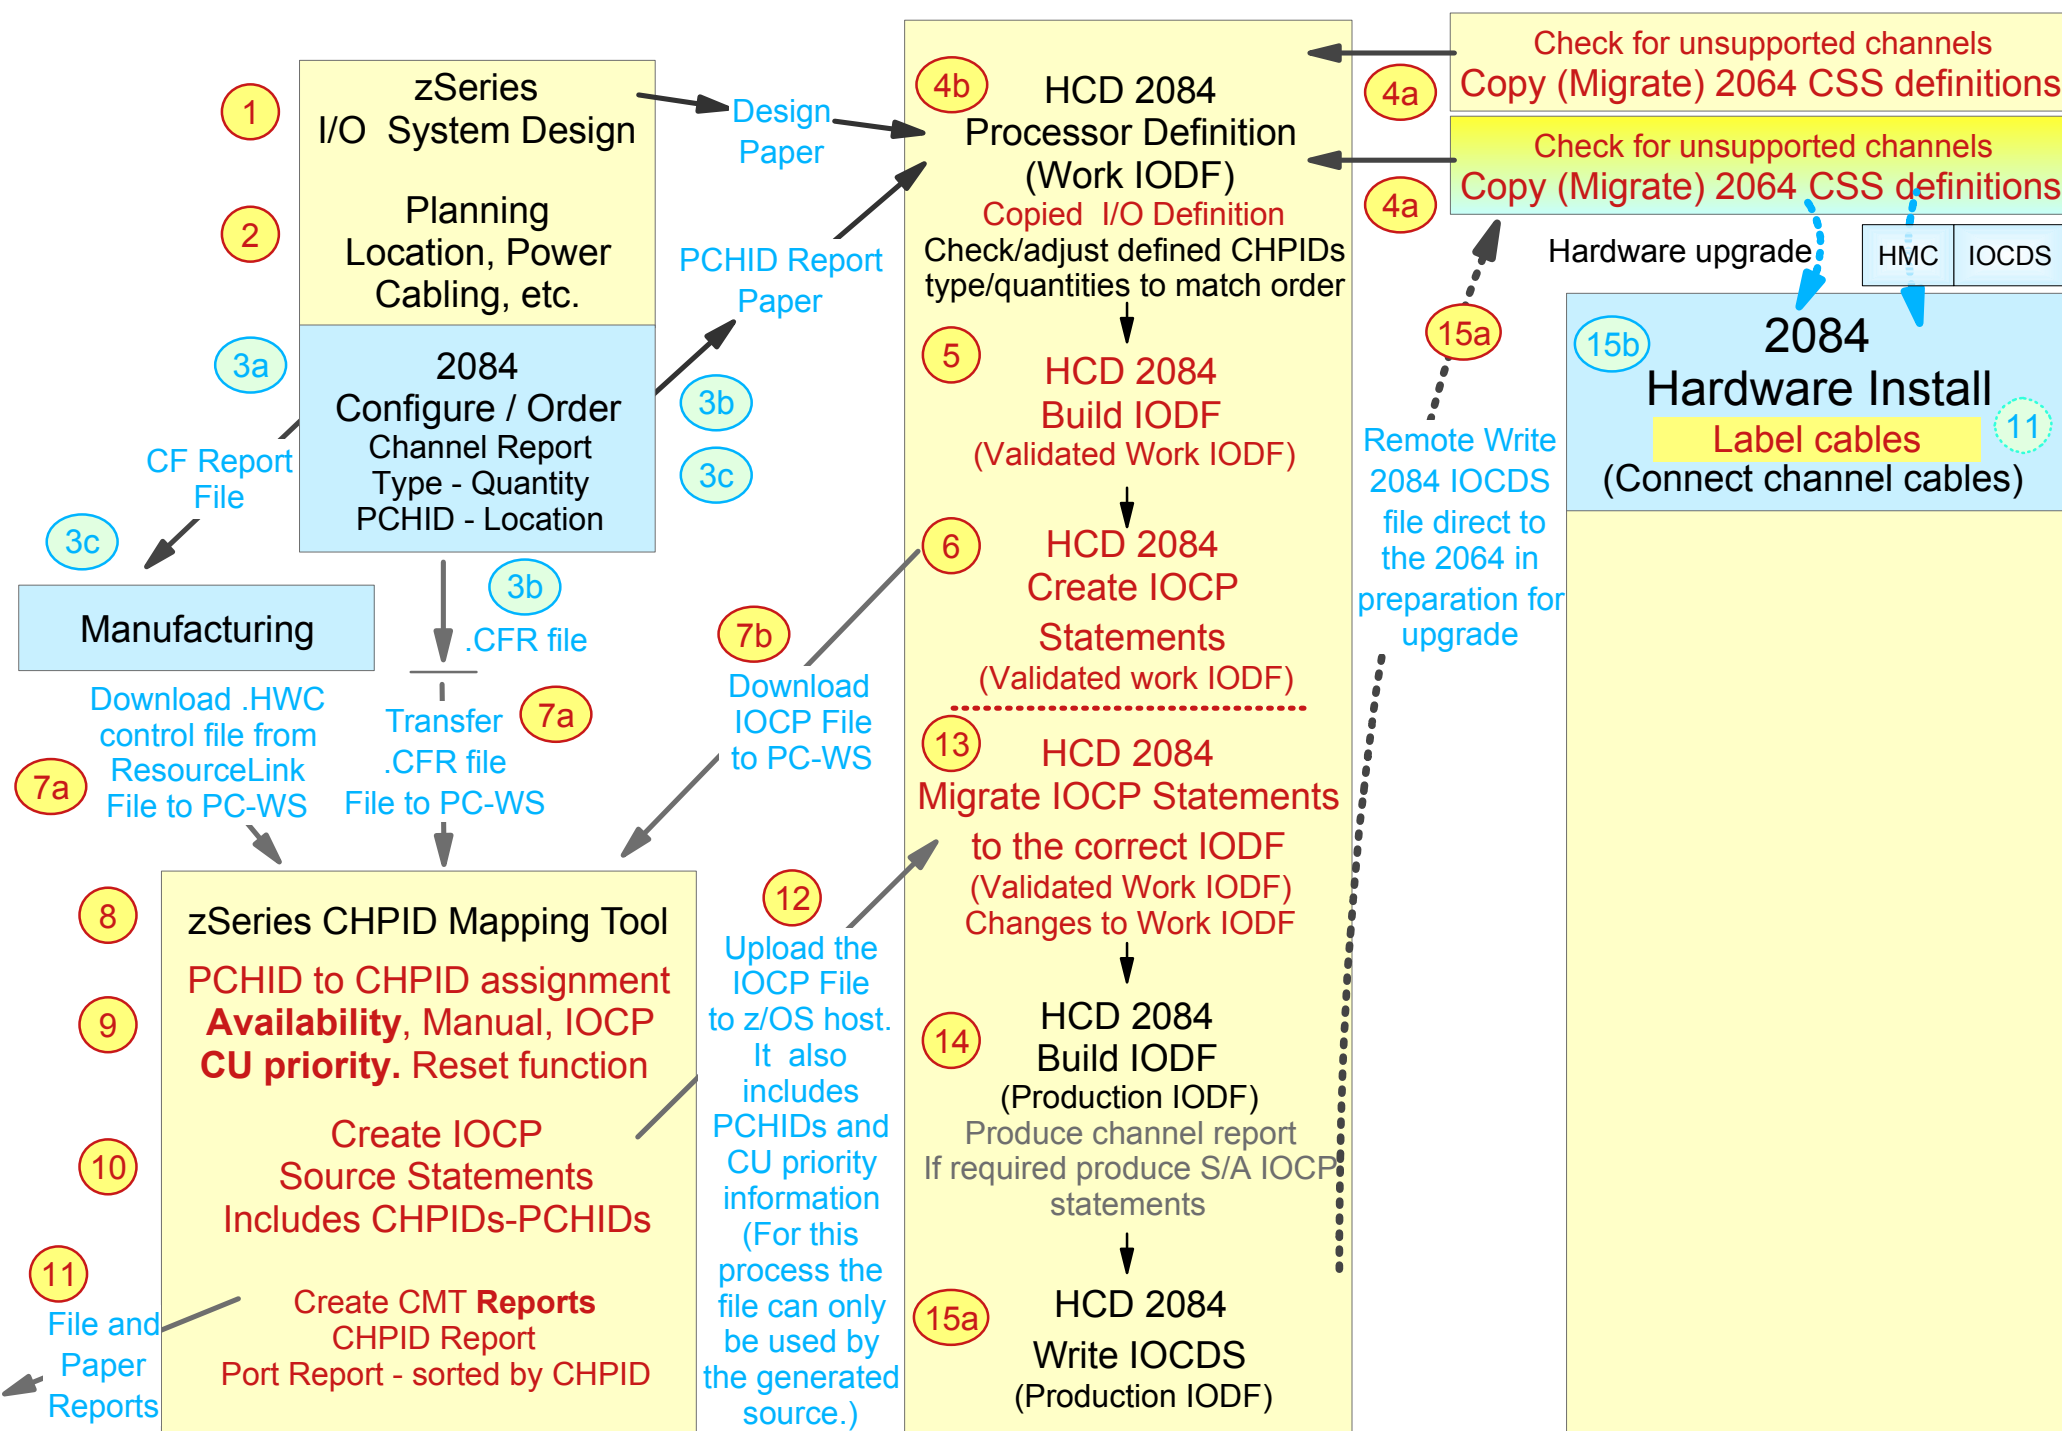 1
zSeries
I/O  System Design
2
Planning
Location, Power
Cabling, etc.
3a
2084
Configure / Order
Channel Report
Type - Quantity
PCHID - Location
3b
3c
Design
Paper
PCHID Report
Paper
CF Report
File
3c
Manufacturing
3b
.CFR file
Download .HWC
control file from
ResourceLink
File to PC-WS
7a
Transfer
.CFR file
File to PC-WS
7a
7b
Download
IOCP File
to PC-WS
8
zSeries CHPID Mapping Tool
9
PCHID to CHPID assignment
Availability, Manual, IOCP
CU priority. Reset function
10
Create IOCP
Source Statements
Includes CHPIDs-PCHIDs
11
Create CMT Reports
CHPID Report
Port Report - sorted by CHPID
File and
Paper
Reports
12
Upload the
IOCP File
to z/OS host.
It  also
includes
PCHIDs and
CU priority
information
(For this
process the
file can only
be used by
the generated
source.)
4b
HCD 2084
Processor Definition
(Work IODF)
Copied  I/O Definition
Check/adjust defined CHPIDs
type/quantities to match order
5
HCD 2084
Build IODF
(Validated Work IODF)
6
HCD 2084
Create IOCP
Statements
(Validated work IODF)
13
HCD 2084
Migrate IOCP Statements
to the correct IODF
(Validated Work IODF)
Changes to Work IODF
14
HCD 2084
Build IODF
(Production IODF)
Produce channel report
If required produce S/A IOCP
statements
15a
HCD 2084
Write IOCDS
(Production IODF)
4a
Check for unsupported channels
Copy (Migrate) 2064 CSS definitions
4a
Check for unsupported channels
Copy (Migrate) 2064 CSS definitions
Hardware upgrade
HMC
IOCDS
15a
Remote Write
2084 IOCDS
file direct to
the 2064 in
preparation for
upgrade
15b
2084
Hardware Install
Label cables
11
(Connect channel cables)